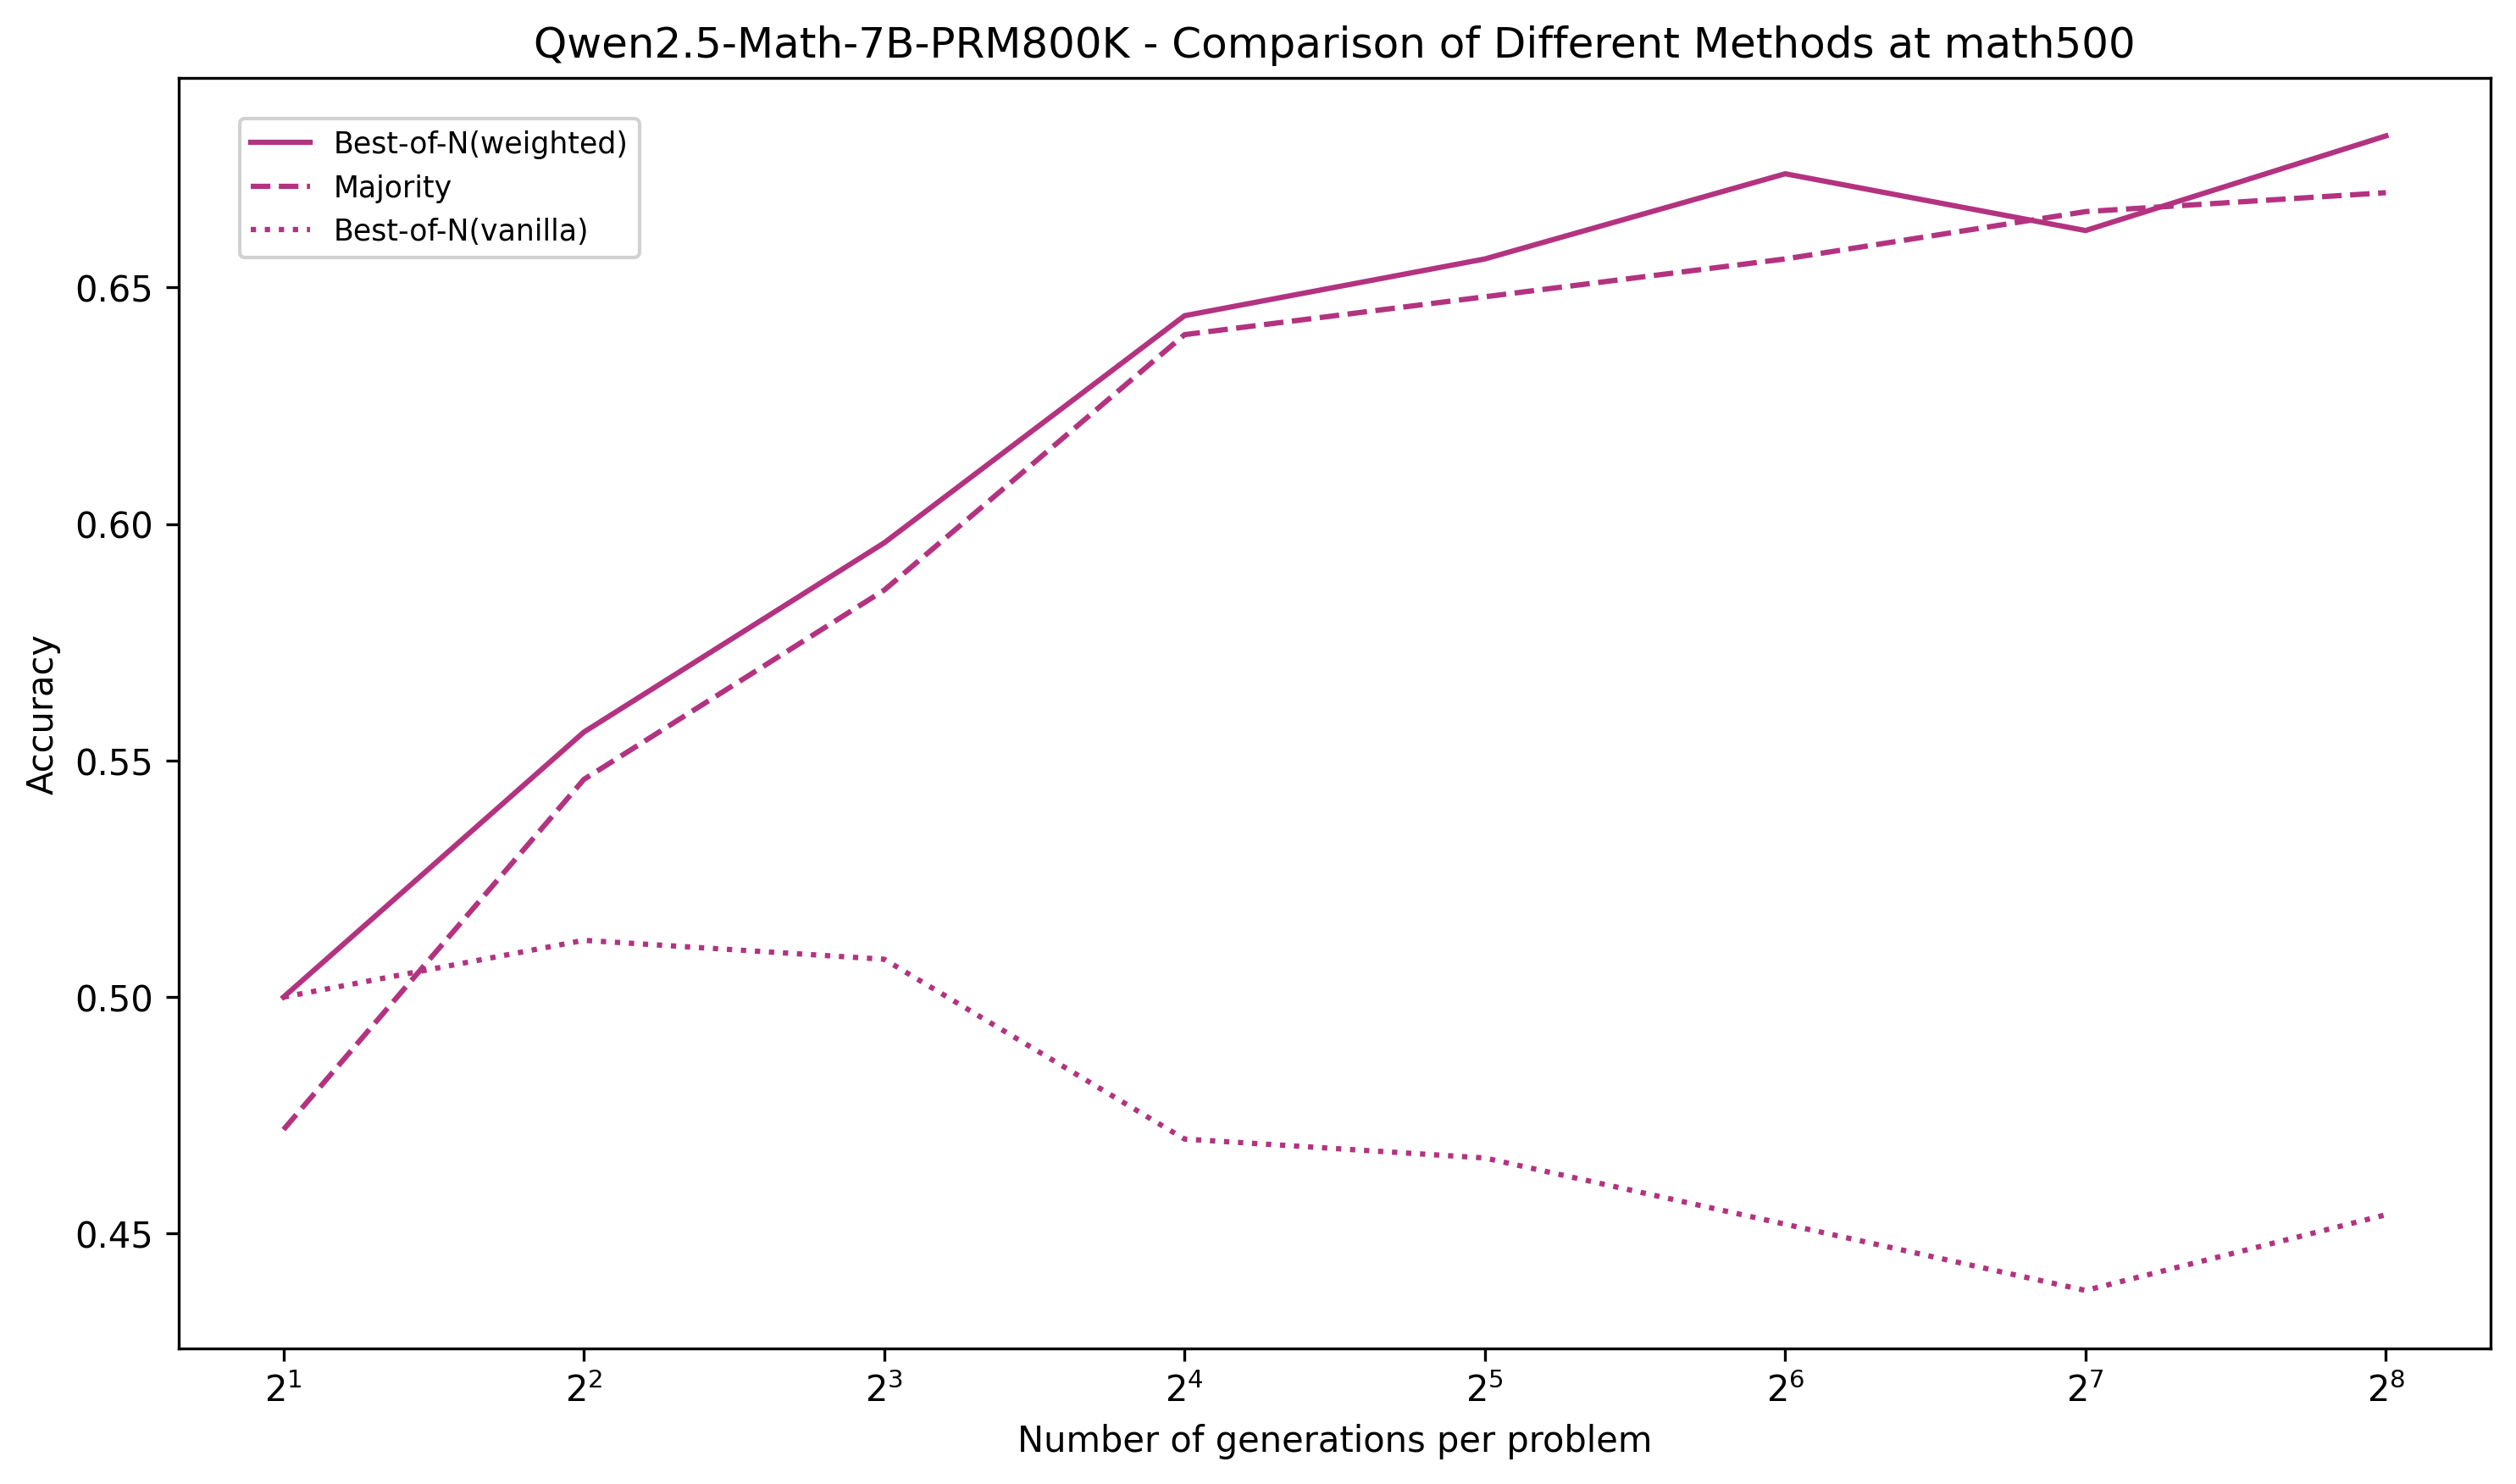 Qwen2.5-Math-7B-PRM800K - Comparison of Different Methods at math500
Best-of-N(weighted)
Majority
Best-of-N(vanilla)
Accuracy
0.65
0.60
0.55
0.50
0.45
2¹ 2² 2³ 2⁴ 2⁵ 2⁶ 2⁷ 2⁸
Number of generations per problem